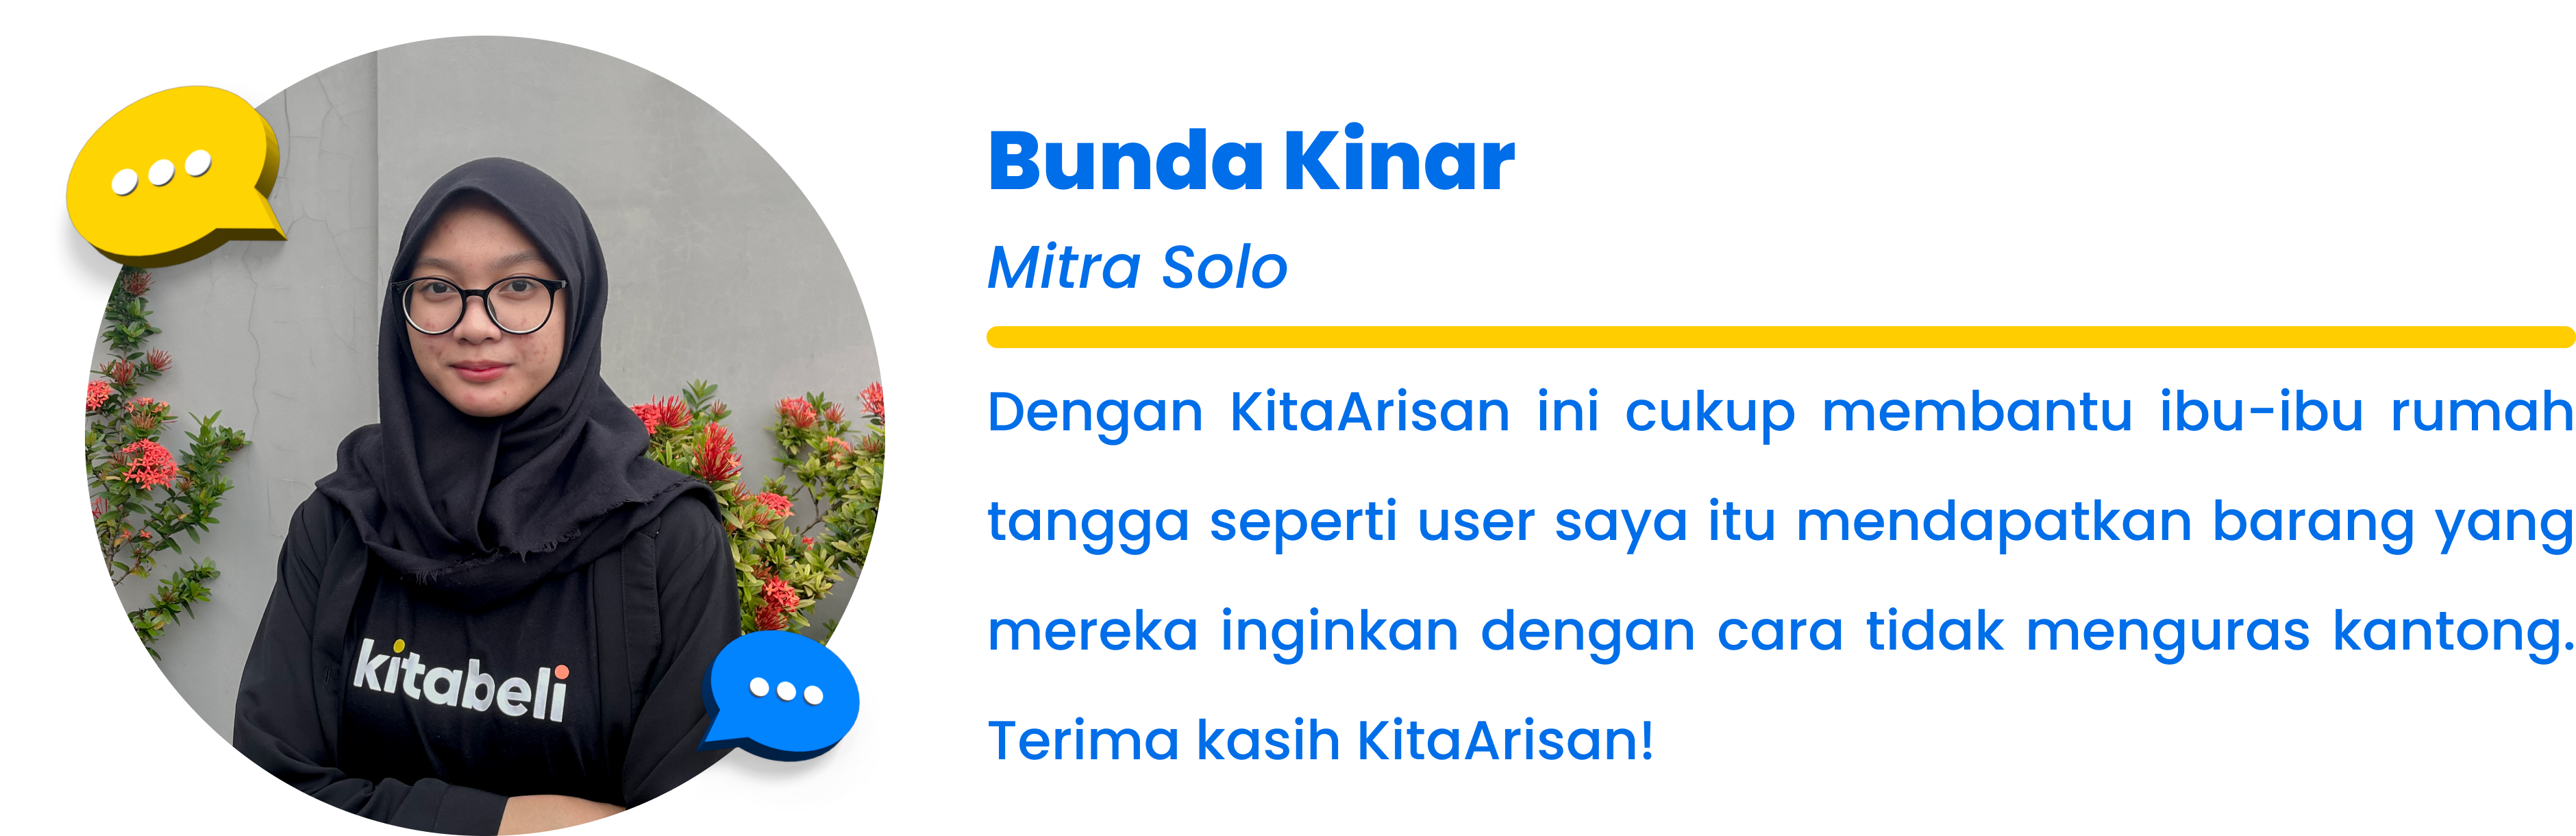 Bunda Kinar
Mitra Solo
Dengan KitaArisan ini cukup membantu ibu-ibu rumah
tangga seperti user saya itu mendapatkan barang yang
mereka inginkan dengan cara tidak menguras kantong.
Terima kasih KitaArisan!
kitabeli